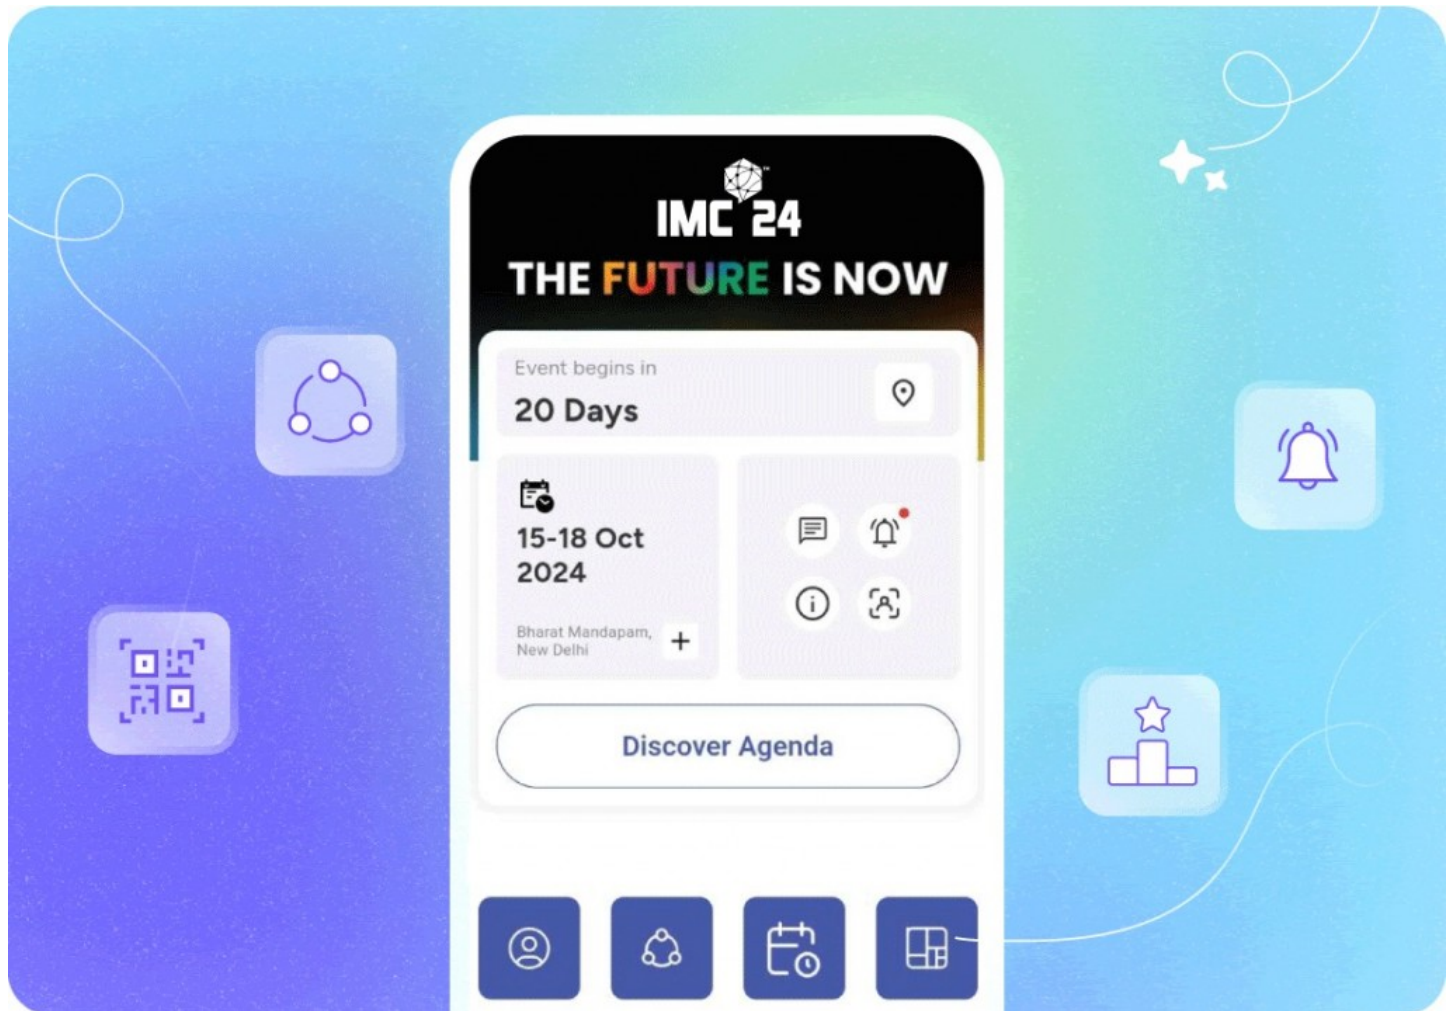 IMC 24
THE FUTURE IS NOW
Event begins in
20 Days
15-18 Oct
2024
Bharat Mandapam,
New Delhi
Discover Agenda